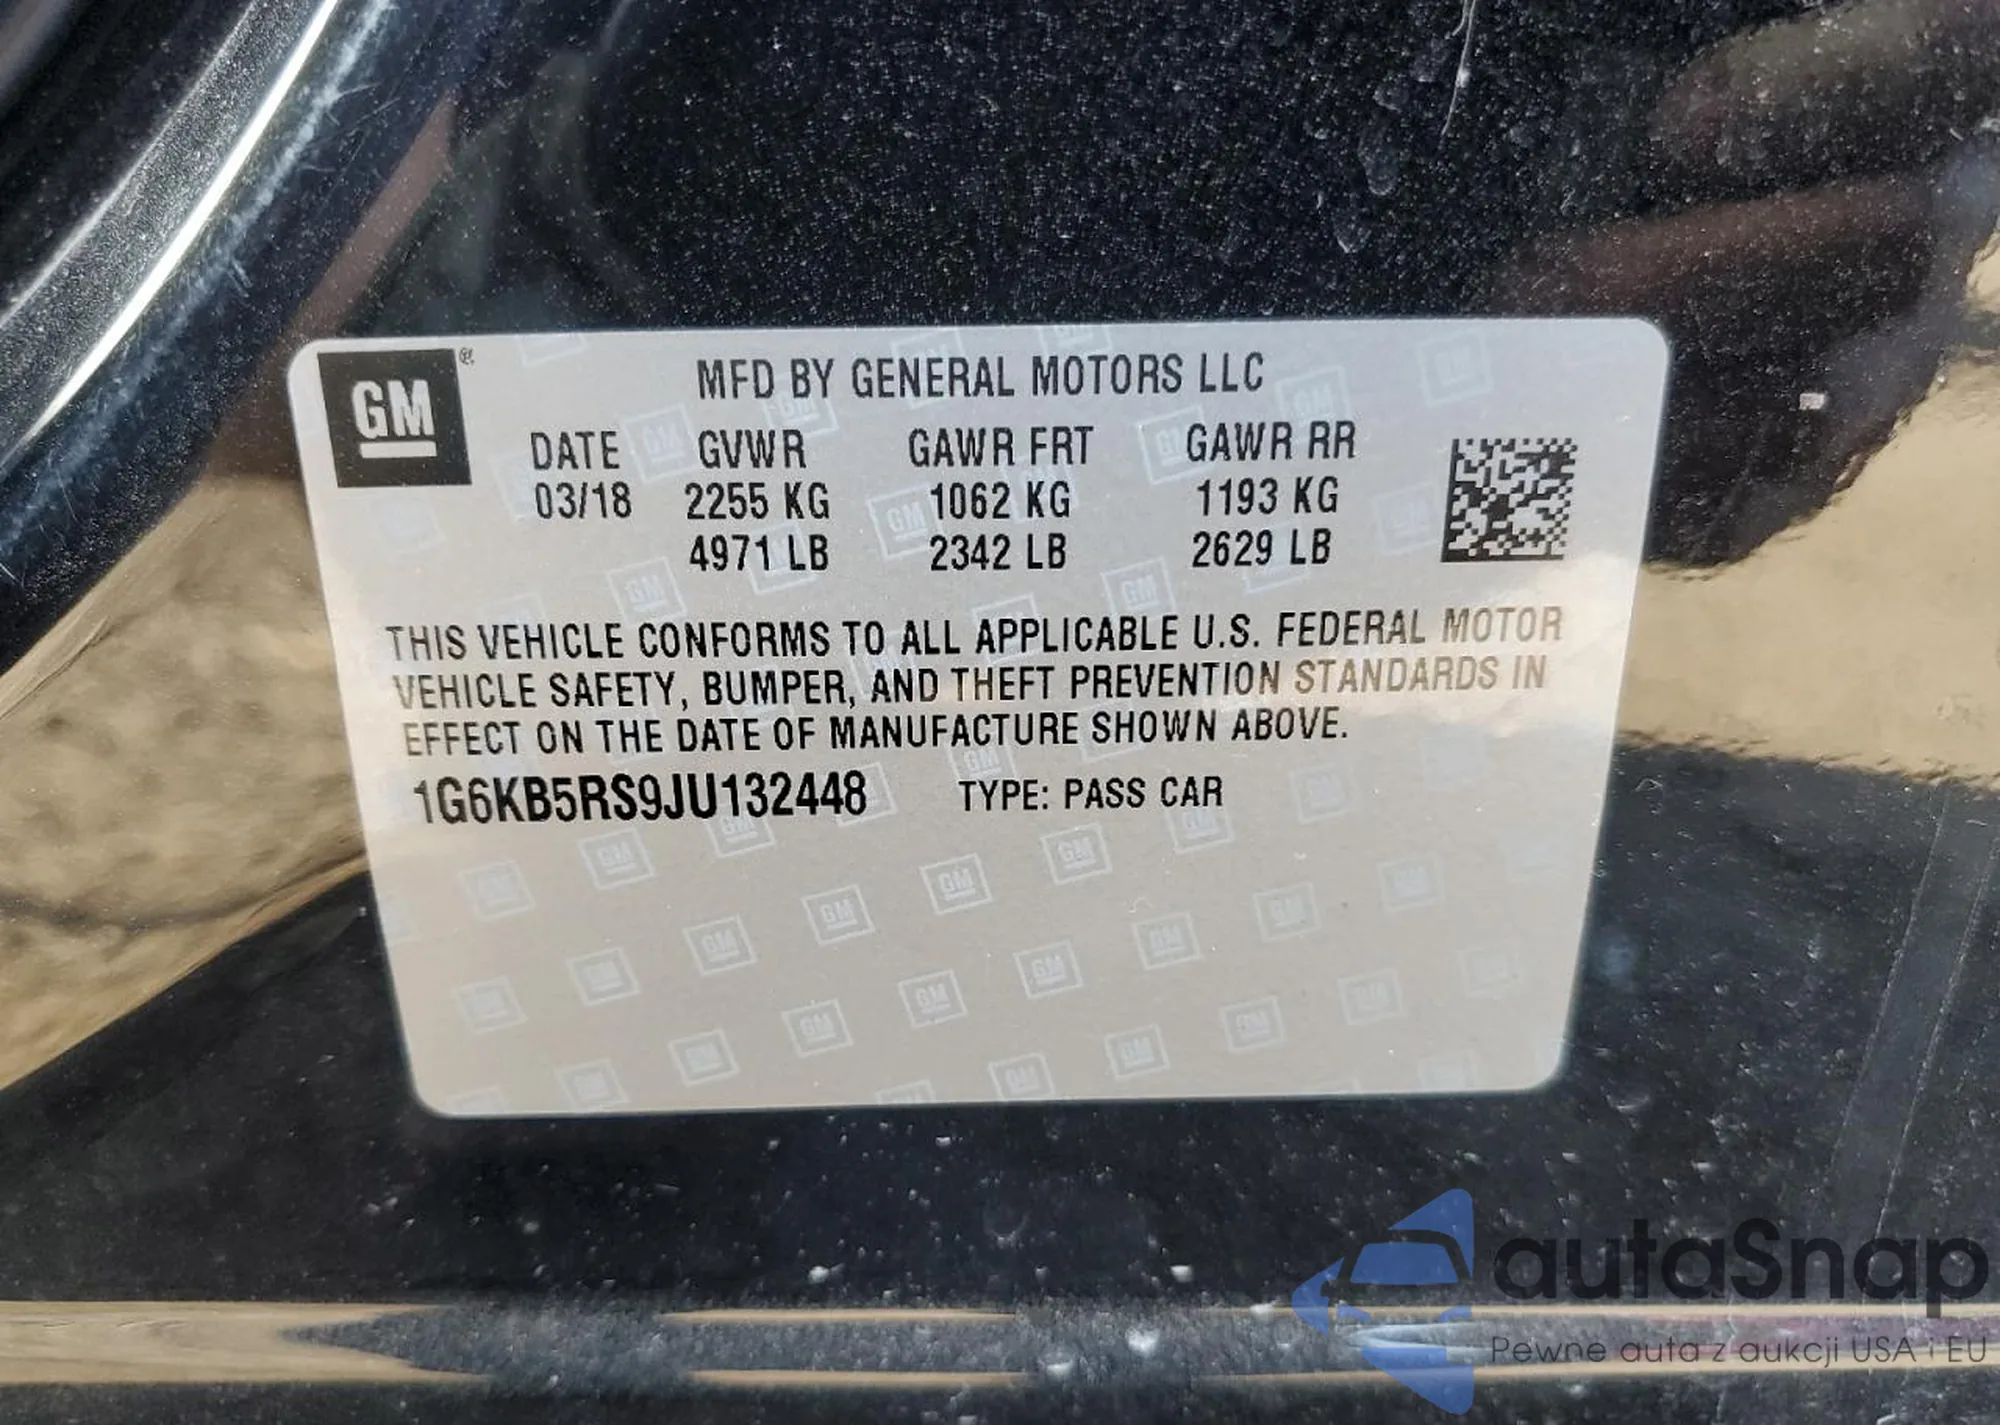 GM ®
MFD BY GENERAL MOTORS LLC
DATE GVWR GAWR FRT GAWR RR
03/18 2255 KG 1062 KG 1193 KG
4971 LB 2342 LB 2629 LB
THIS VEHICLE CONFORMS TO ALL APPLICABLE U.S. FEDERAL MOTOR
VEHICLE SAFETY, BUMPER, AND THEFT PREVENTION STANDARDS IN
EFFECT ON THE DATE OF MANUFACTURE SHOWN ABOVE.
1G6KB5RS9JU132448 TYPE: PASS CAR
autaSnap
Pewne auta z aukcji USA i EU